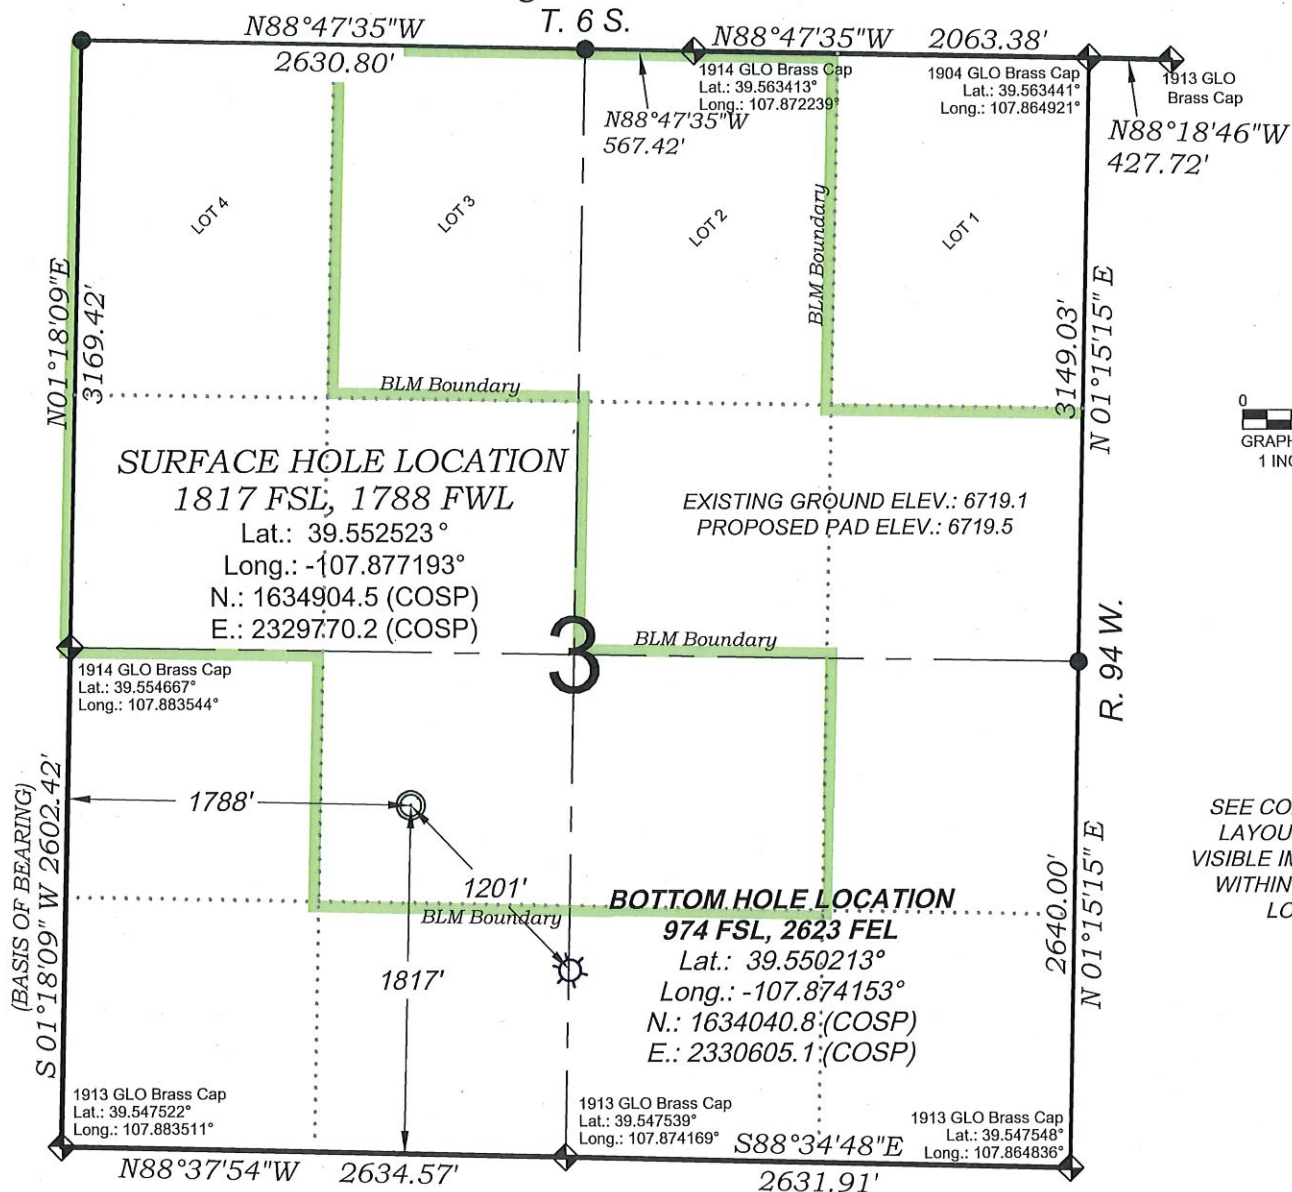 T. 6 S.
N88°47'35"W
2630.80'
N88°47'35"W 2063.38'
1914 GLO Brass Cap
Lat.: 39.563413°
Long.: 107.872239°
1904 GLO Brass Cap
Lat.: 39.563441°
Long.: 107.864921°
1913 GLO
Brass Cap
N88°47'35"W
567.42'
N88°18'46"W
427.72'
LOT 4
LOT 3
LOT 2
LOT 1
BLM Boundary
N01°18'09"E
3169.42'
3149.03'
N 01°15'15" E
BLM Boundary
0
SURFACE HOLE LOCATION
1817 FSL, 1788 FWL
Lat.: 39.552523°
Long.: -107.877193°
N.: 1634904.5 (COSP)
E.: 2329770.2 (COSP)
EXISTING GROUND ELEV.: 6719.1
PROPOSED PAD ELEV.: 6719.5
GRAPH
1 INC
3
BLM Boundary
R. 94 W.
1914 GLO Brass Cap
Lat.: 39.554667°
Long.: 107.883544°
(BASIS OF BEARING)
S 01°18'09" W 2602.42'
1788'
1201'
1817'
BLM Boundary
BOTTOM HOLE LOCATION
974 FSL, 2623 FEL
Lat.: 39.550213°
Long.: -107.874153°
N.: 1634040.8 (COSP)
E.: 2330605.1 (COSP)
2640.00'
N 01°15'15" E
SEE CO
LAYOU
VISIBLE IM
WITHIN
LO
1913 GLO Brass Cap
Lat.: 39.547522°
Long.: 107.883511°
1913 GLO Brass Cap
Lat.: 39.547539°
Long.: 107.874169°
1913 GLO Brass Cap
Lat.: 39.547548°
Long.: 107.864836°
N88°37'54"W 2634.57'
S88°34'48"E
2631.91'